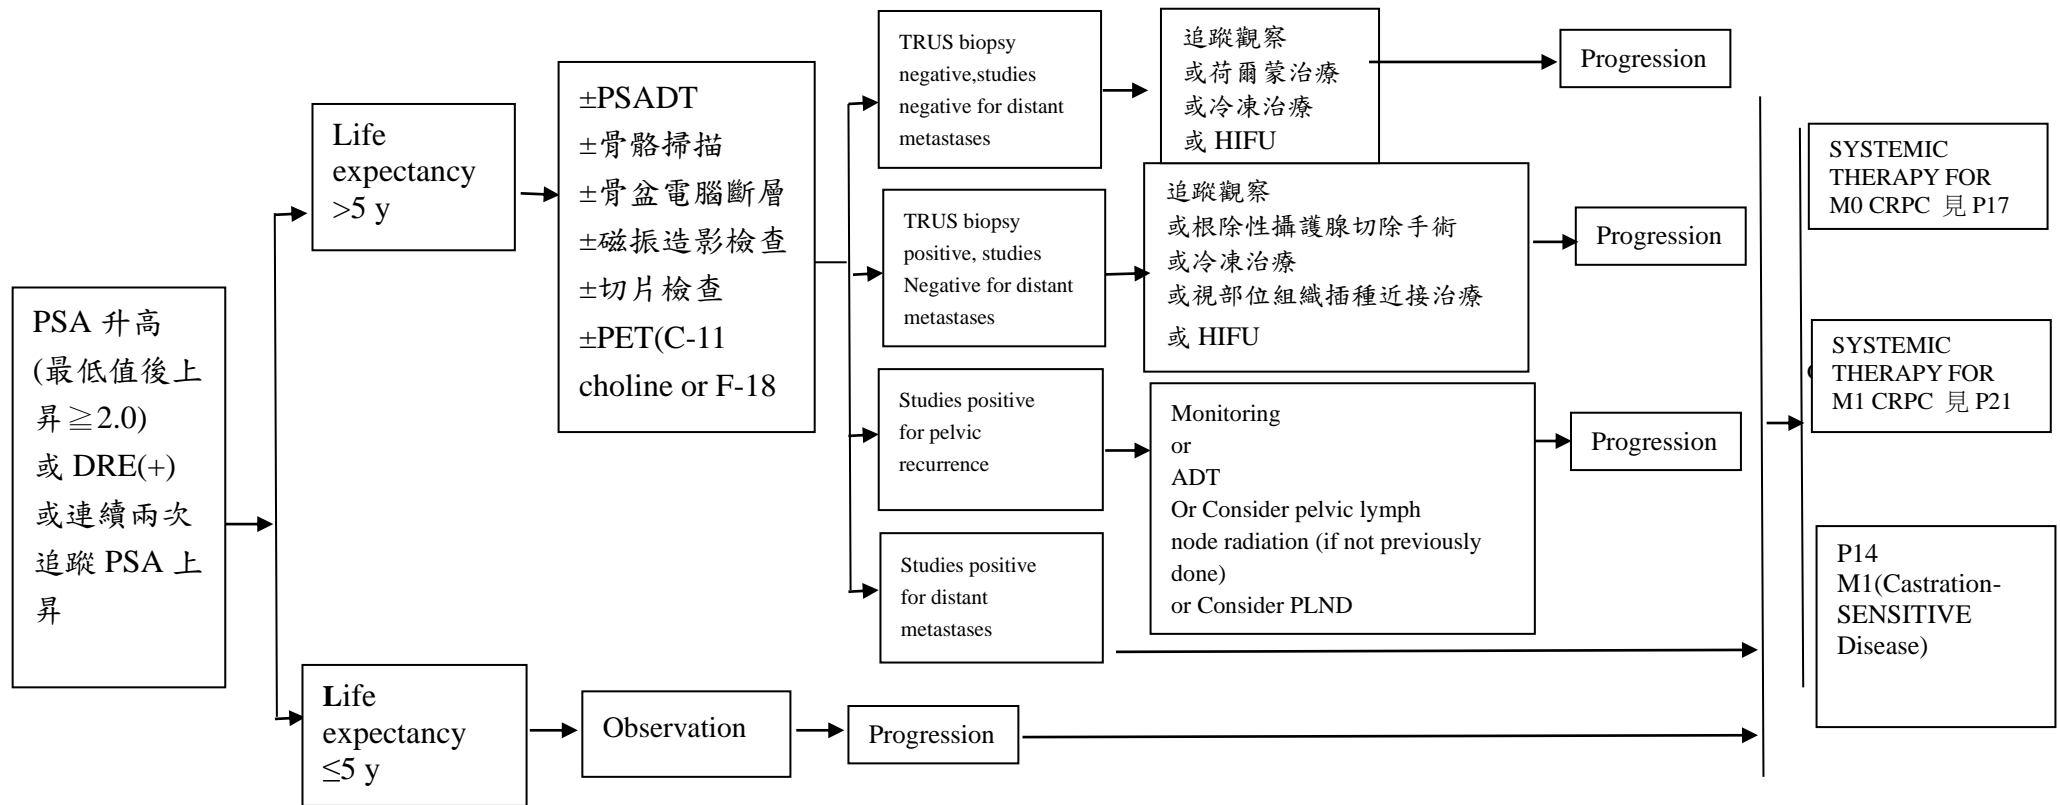 PSA 升高
(最低值後上
昇≧2.0)
或 DRE(+)
或連續兩次
追蹤 PSA 上
昇
Life
expectancy
>5 y
±PSADT
±骨骼掃描
±骨盆電腦斷層
±磁振造影檢查
±切片檢查
±PET(C-11
choline or F-18
TRUS biopsy
negative,studies
negative for distant
metastases
追蹤觀察
或荷爾蒙治療
或冷凍治療
或 HIFU
Progression
TRUS biopsy
positive, studies
Negative for distant
metastases
追蹤觀察
或根除性攝護腺切除手術
或冷凍治療
或視部位組織插種近接治療
或 HIFU
Progression
Studies positive
for pelvic
recurrence
Monitoring
or
ADT
Or Consider pelvic lymph
node radiation (if not previously
done)
or Consider PLND
Progression
Studies positive
for distant
metastases
Life
expectancy
≤5 y
Observation
Progression
SYSTEMIC
THERAPY FOR
M0 CRPC 見 P17
SYSTEMIC
THERAPY FOR
M1 CRPC 見 P21
P14
M1(Castration-
SENSITIVE
Disease)